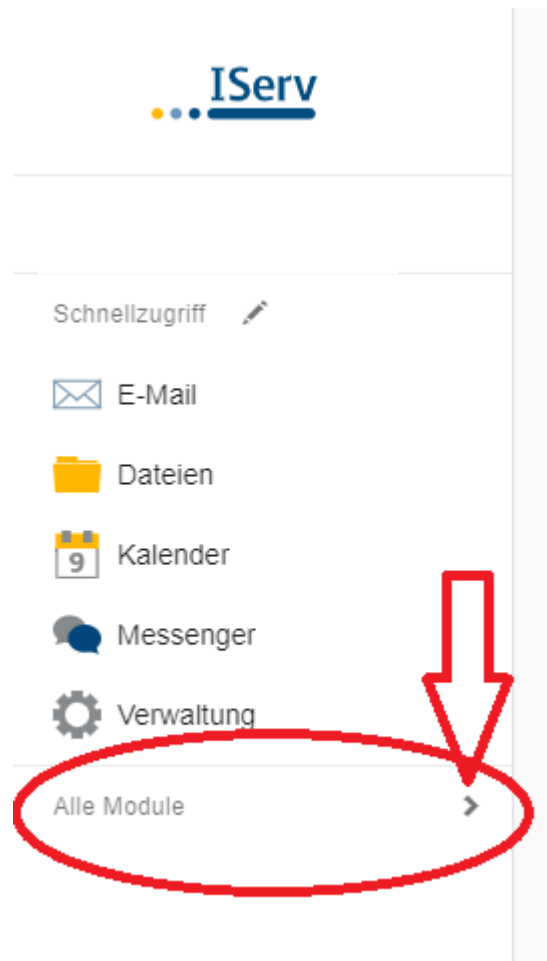 IServ
Schnellzugriff
E-Mail
Dateien
9 Kalender
Messenger
Verwaltung
Alle Module